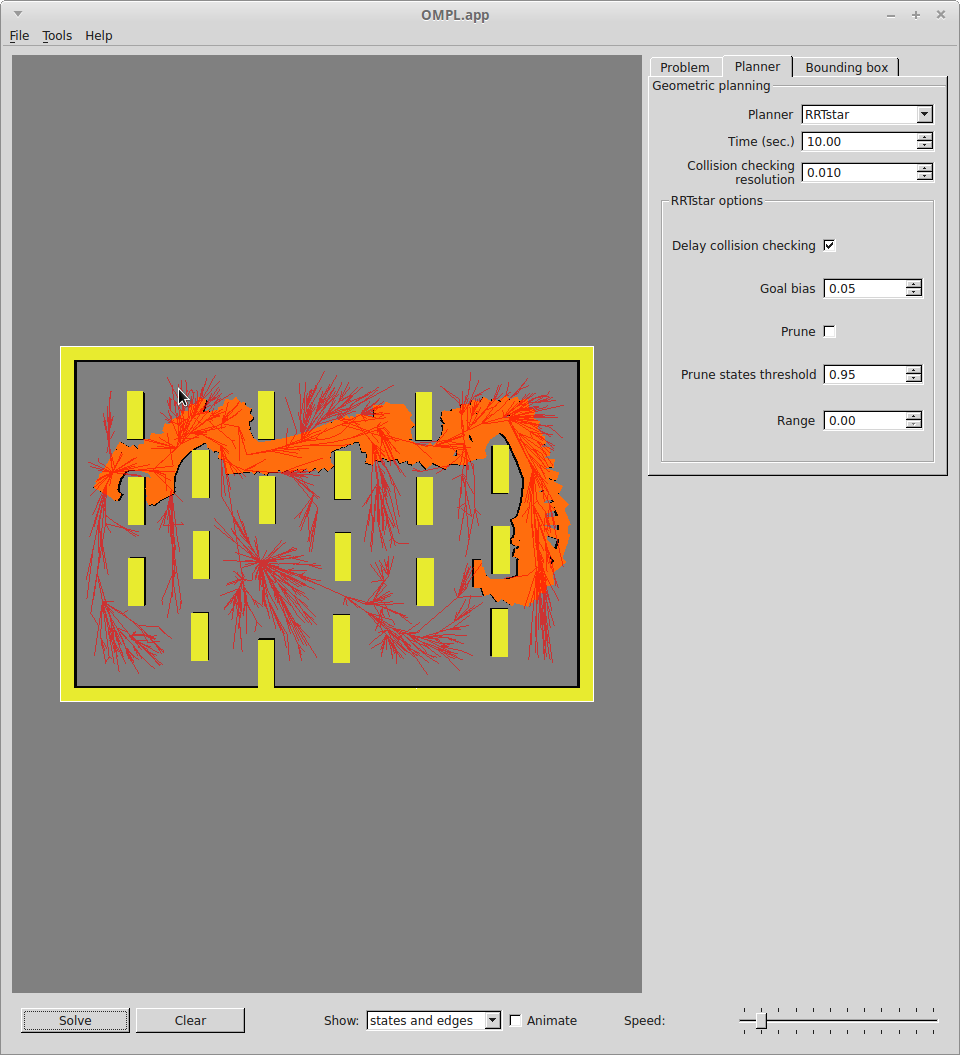 OMPL.app
File Tools Help
Problem Planner Bounding box
Geometric planning
Planner RRTstar
Time (sec.) 10.00
Collision checking
resolution 0.010
RRTstar options
Delay collision checking
Goal bias 0.05
Prune
Prune states threshold 0.95
Range 0.00
Solve Clear Show: states and edges Animate Speed: